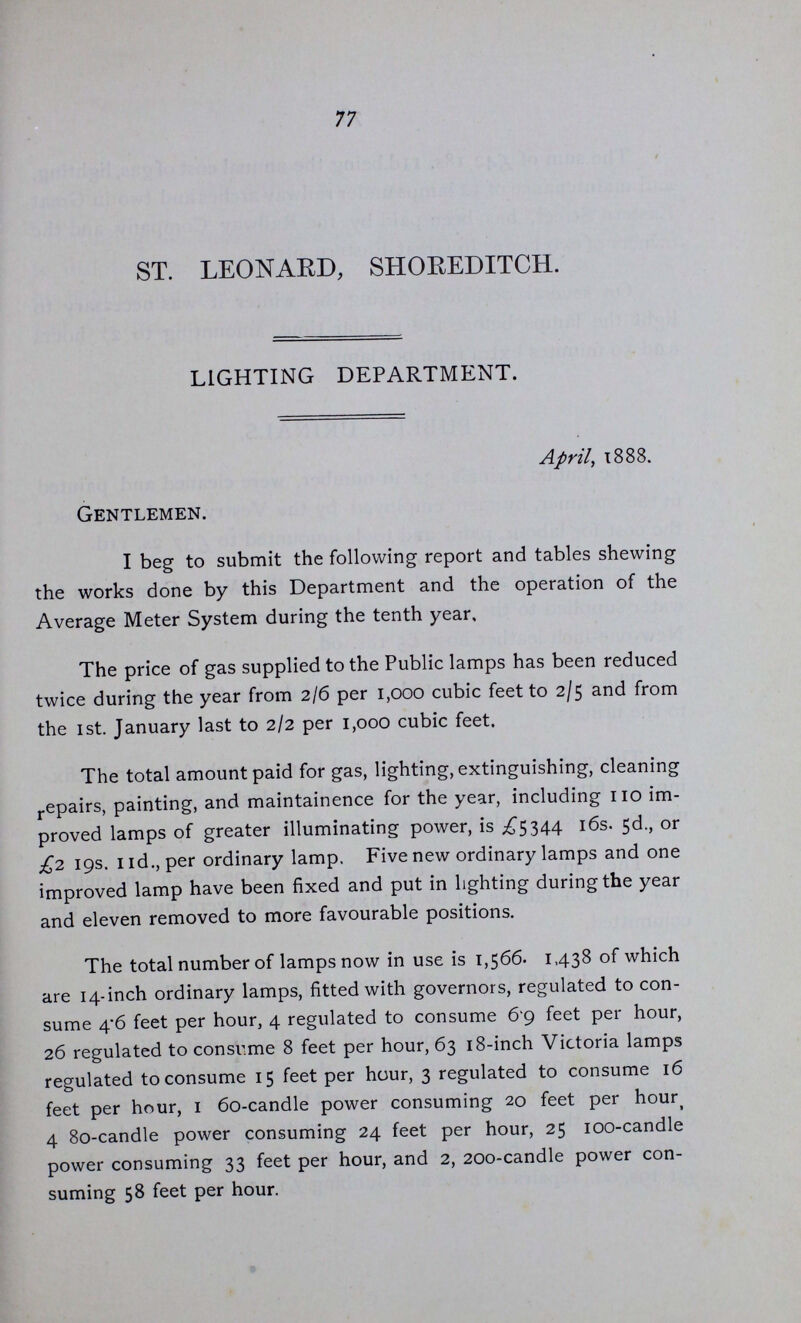 77
ST. LEONARD, SHOREDITCH.
LIGHTING DEPARTMENT.
April, 1888.
GENTLEMEN.
I beg to submit the following report and tables shewing
the works done by this Department and the operation of the
Average Meter System during the tenth year,
The price of gas supplied to the Public lamps has been reduced
twice during the year from 2/6 per 1,000 cubic feet to 2/5 and from
the 1st. January last to 2/2 per 1,000 cubic feet.
The total amount paid for gas, lighting, extinguishing, cleaning
repairs, painting, and maintainence for the year, including 110 im-
proved lamps of greater illuminating power, is £5344 16s. 5d., or
£2 19s. 11d., per ordinary lamp. Five new ordinary lamps and one
improved lamp have been fixed and put in lighting during the year
and eleven removed to more favourable positions.
The total number of lamps now in use is 1,566. 1,438 of which
are 14-inch ordinary lamps, fitted with governors, regulated to con-
sume 4·6 feet per hour, 4 regulated to consume 6·9 feet per hour,
26 regulated to consume 8 feet per hour, 63 18-inch Victoria lamps
regulated to consume 15 feet per hour, 3 regulated to consume 16
feet per hour, 1 60-candle power consuming 20 feet per hour,
4 80-candle power consuming 24 feet per hour, 25 100-candle
power consuming 33 feet per hour, and 2, 200-candle power con-
suming 58 feet per hour.